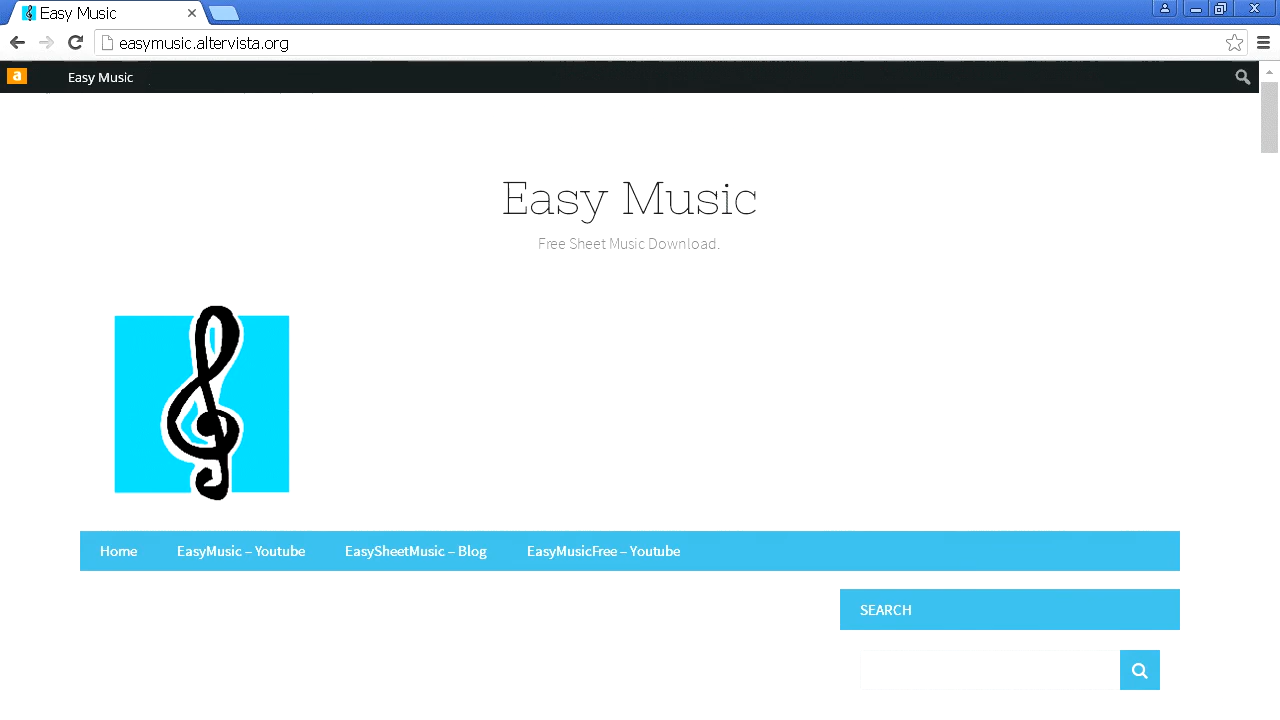 Easy Music
easymusic.altervista.org
a Easy Music
Easy Music
Free Sheet Music Download.
Home EasyMusic – Youtube EasySheetMusic – Blog EasyMusicFree – Youtube
SEARCH